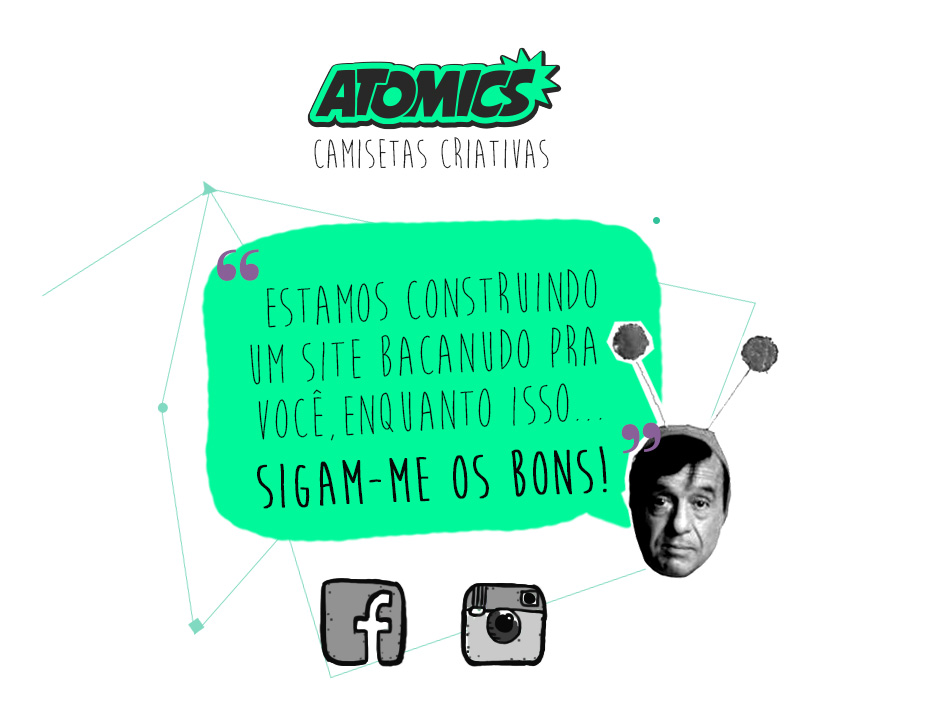 ATOMICS
CAMISETAS CRIATIVAS
“ESTAMOS CONSTRUINDO
UM SITE BACANUDO PRA
VOCÊ, ENQUANTO ISSO...
SIGAM-ME OS BONS!”
f